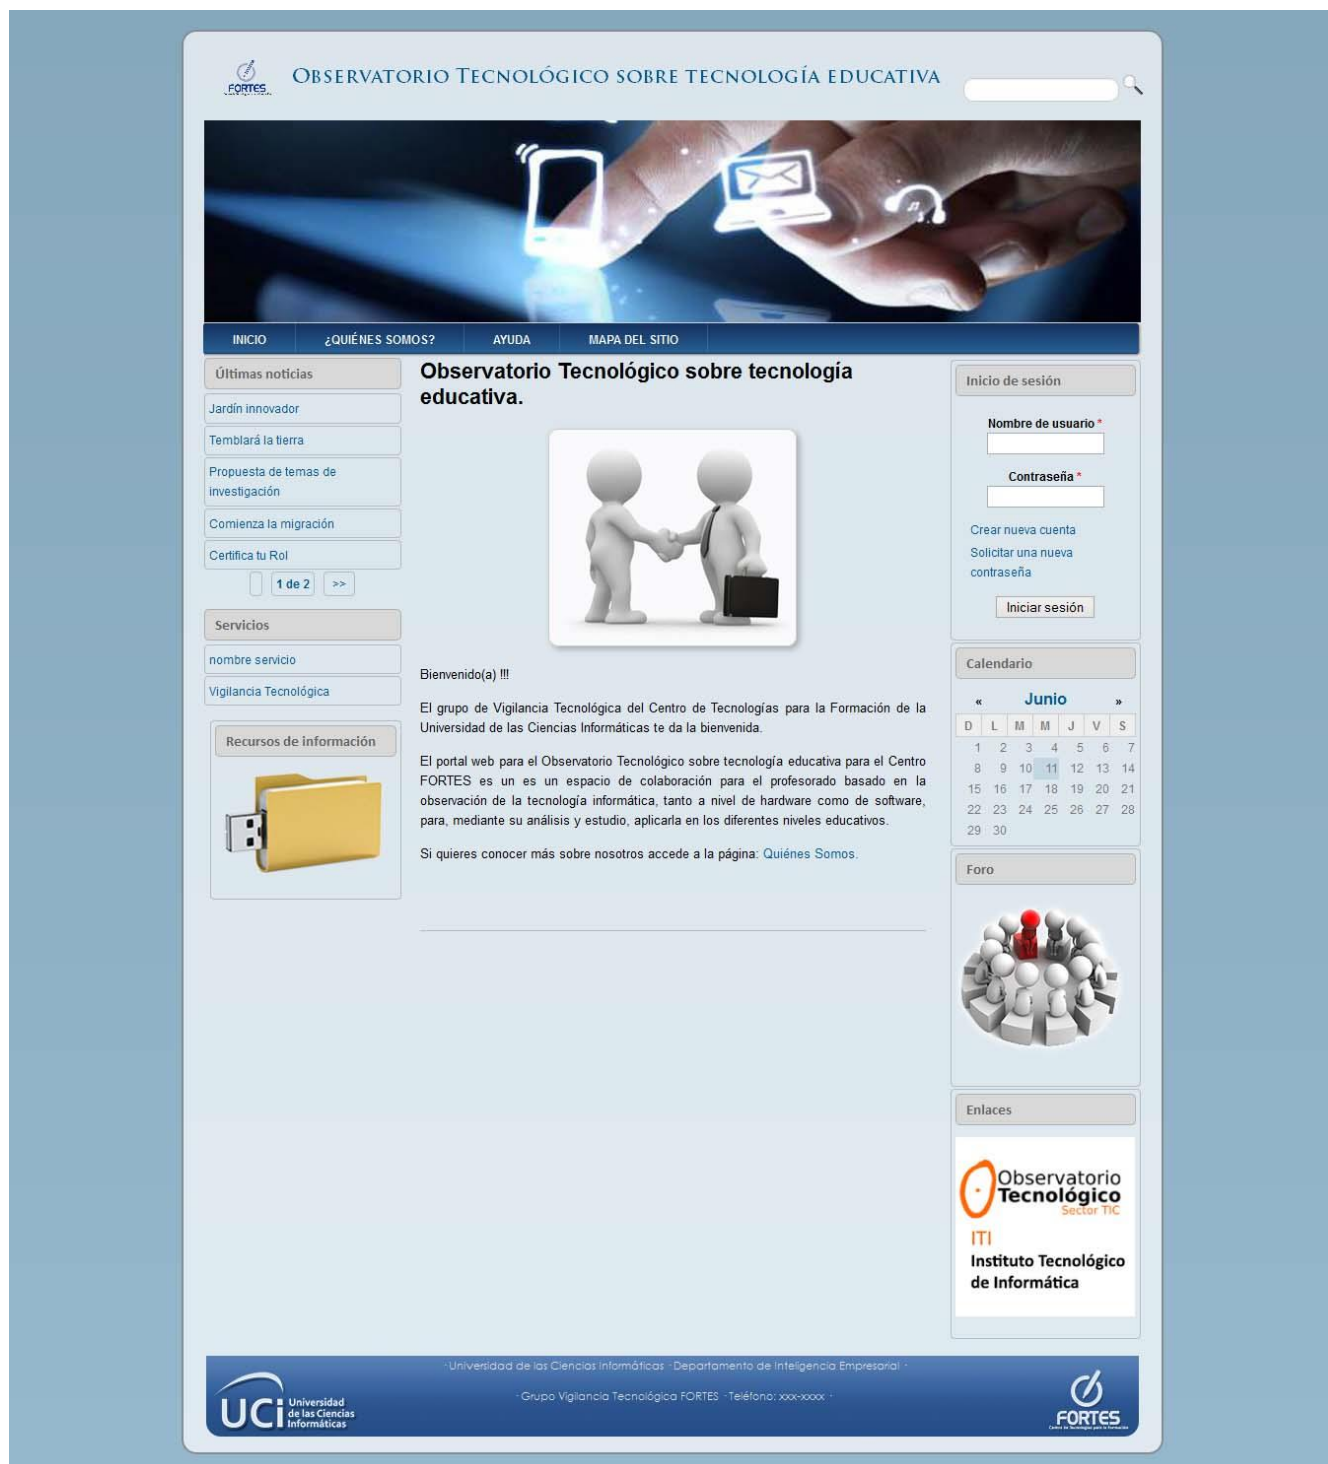 FORTES
Observatorio Tecnológico sobre tecnología educativa
INICIO
¿QUIÉNES SOMOS?
AYUDA
MAPA DEL SITIO
Últimas noticias
Jardín innovador
Temblará la tierra
Propuesta de temas de
investigación
Comienza la migración
Certifica tu Rol
1 de 2 >>
Servicios
nombre servicio
Vigilancia Tecnológica
Recursos de información
Observatorio Tecnológico sobre tecnología
educativa.
Bienvenido(a) !!!
El grupo de Vigilancia Tecnológica del Centro de Tecnologías para la Formación de la
Universidad de las Ciencias Informáticas te da la bienvenida.
El portal web para el Observatorio Tecnológico sobre tecnología educativa para el Centro
FORTES es un es un espacio de colaboración para el profesorado basado en la
observación de la tecnología informática, tanto a nivel de hardware como de software,
para, mediante su análisis y estudio, aplicarla en los diferentes niveles educativos.
Si quieres conocer más sobre nosotros accede a la página: Quiénes Somos.
Inicio de sesión
Nombre de usuario *
Contraseña *
Crear nueva cuenta
Solicitar una nueva
contraseña
Iniciar sesión
Calendario
« Junio »
D L M M J V S
1 2 3 4 5 6 7
8 9 10 11 12 13 14
15 16 17 18 19 20 21
22 23 24 25 26 27 28
29 30
Foro
Enlaces
Observatorio
Tecnológico
Sector TIC
ITI
Instituto Tecnológico
de Informática
· Universidad de las Ciencias Informáticas · Departamento de Inteligencia Empresarial ·
· Grupo Vigilancia Tecnológica FORTES · Teléfono: xxx-xxxx ·
UCi
Universidad
de las Ciencias
Informáticas
FORTES
Centro de Tecnologías para la Formación